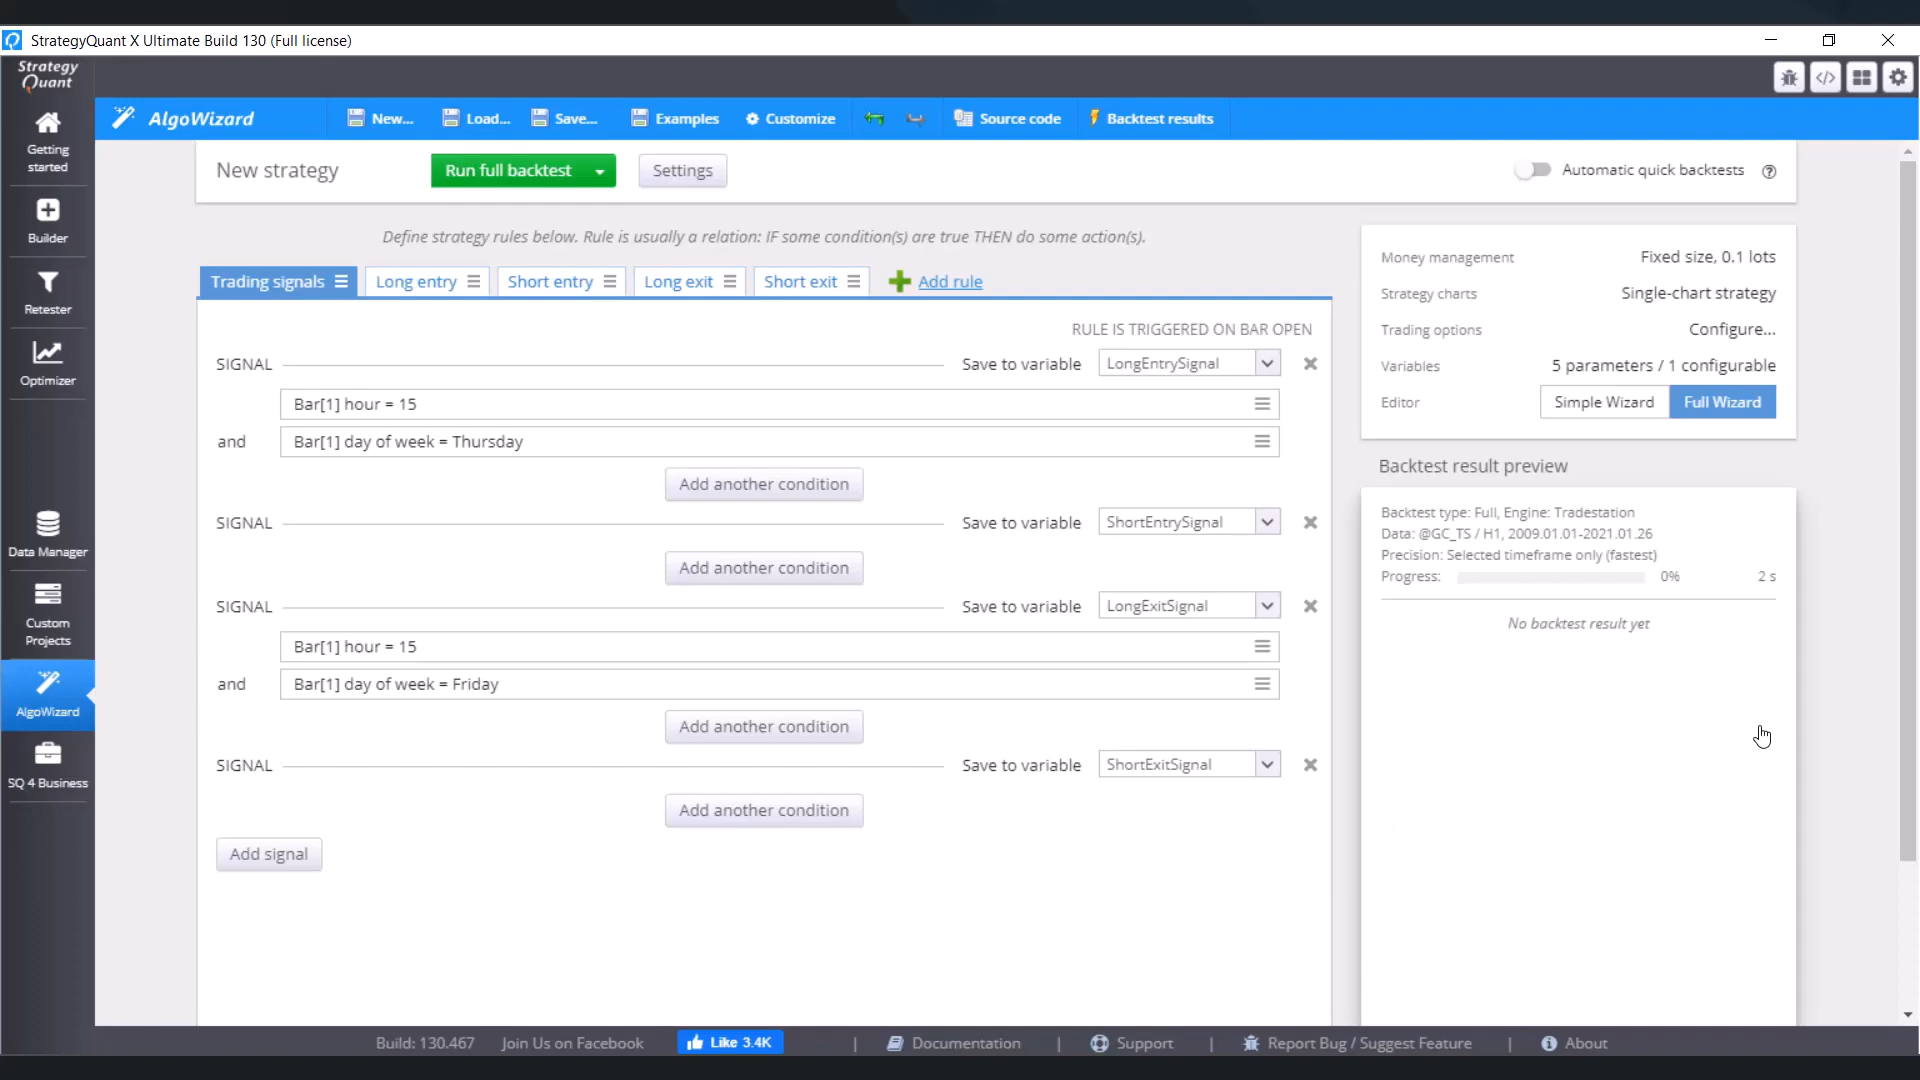 StrategyQuant X Ultimate Build 130 (Full license)
Strategy
Quant
Getting
started
Builder
Retester
Optimizer
Data Manager
Custom
Projects
AlgoWizard
SQ 4 Business
AlgoWizard
New...
Load...
Save...
Examples
Customize
Source code
Backtest results
New strategy
Run full backtest
Settings
Automatic quick backtests
Define strategy rules below. Rule is usually a relation: IF some condition(s) are true THEN do some action(s).
Trading signals
Long entry
Short entry
Long exit
Short exit
Add rule
RULE IS TRIGGERED ON BAR OPEN
SIGNAL
Save to variable
LongEntrySignal
Bar[1] hour = 15
and
Bar[1] day of week = Thursday
Add another condition
SIGNAL
Save to variable
ShortEntrySignal
Add another condition
SIGNAL
Save to variable
LongExitSignal
Bar[1] hour = 15
and
Bar[1] day of week = Friday
Add another condition
SIGNAL
Save to variable
ShortExitSignal
Add another condition
Add signal
Money management
Fixed size, 0.1 lots
Strategy charts
Single-chart strategy
Trading options
Configure...
Variables
5 parameters / 1 configurable
Editor
Simple Wizard
Full Wizard
Backtest result preview
Backtest type: Full, Engine: Tradestation
Data: @GC_TS / H1, 2009.01.01-2021.01.26
Precision: Selected timeframe only (fastest)
Progress:
0%
2 s
No backtest result yet
Build: 130.467
Join Us on Facebook
Like 3.4K
|
Documentation
|
Support
|
Report Bug / Suggest Feature
|
About